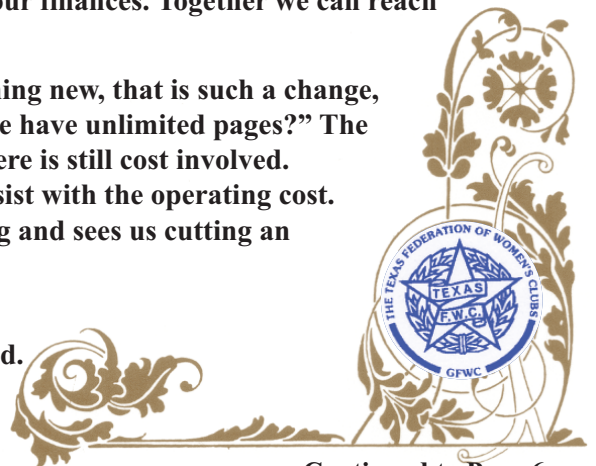 our finances. Together we can reach
ning new, that is such a change,
e have unlimited pages?” The
ere is still cost involved.
sist with the operating cost.
g and sees us cutting an
THE TEXAS FEDERATION OF WOMEN'S CLUBS
TEXAS
F.W.C.
GFWC
d.
Continued to Page 6